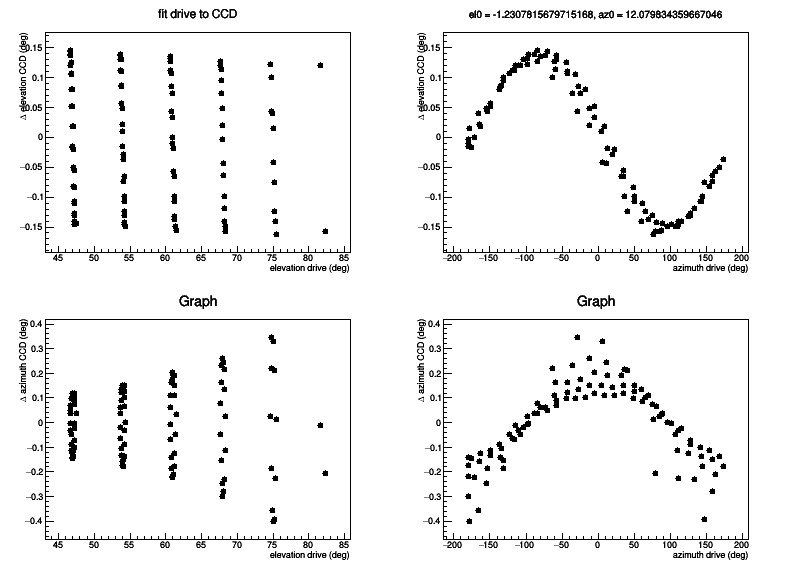 fit drive to CCD
Δ elevation CCD (deg)
0.15
0.1
0.05
0
−0.05
−0.1
−0.15
45 50 55 60 65 70 75 80 85
elevation drive (deg)
el0 = -1.2307815679715168, az0 = 12.079834359667046
Δ elevation CCD (deg)
0.15
0.1
0.05
0
−0.05
−0.1
−0.15
−200 −150 −100 −50 0 50 100 150 200
azimuth drive (deg)
Graph
Δ azimuth CCD (deg)
0.4
0.3
0.2
0.1
0
−0.1
−0.2
−0.3
−0.4
45 50 55 60 65 70 75 80 85
elevation drive (deg)
Graph
Δ azimuth CCD (deg)
0.4
0.3
0.2
0.1
0
−0.1
−0.2
−0.3
−0.4
−200 −150 −100 −50 0 50 100 150 200
azimuth drive (deg)